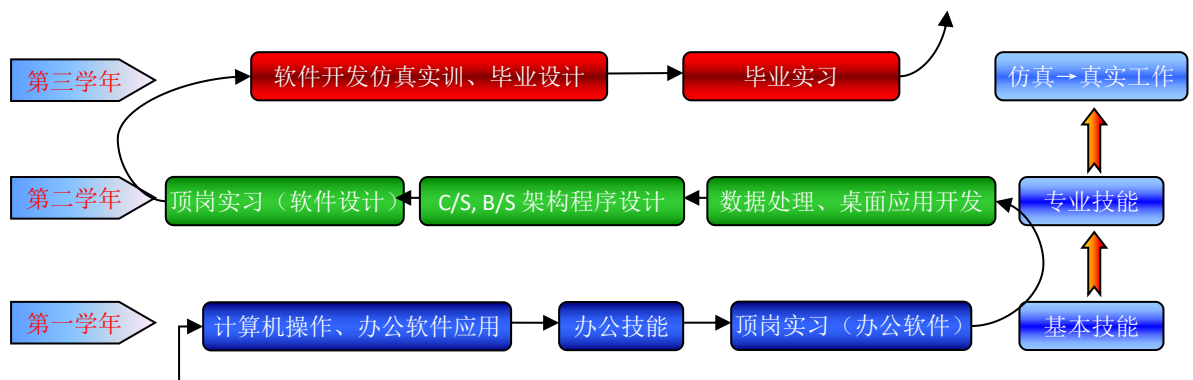 第三学年
软件开发仿真实训、毕业设计
毕业实习
仿真→真实工作
第二学年
顶岗实习（软件设计）
C/S, B/S 架构程序设计
数据处理、桌面应用开发
专业技能
第一学年
计算机操作、办公软件应用
办公技能
顶岗实习（办公软件）
基本技能